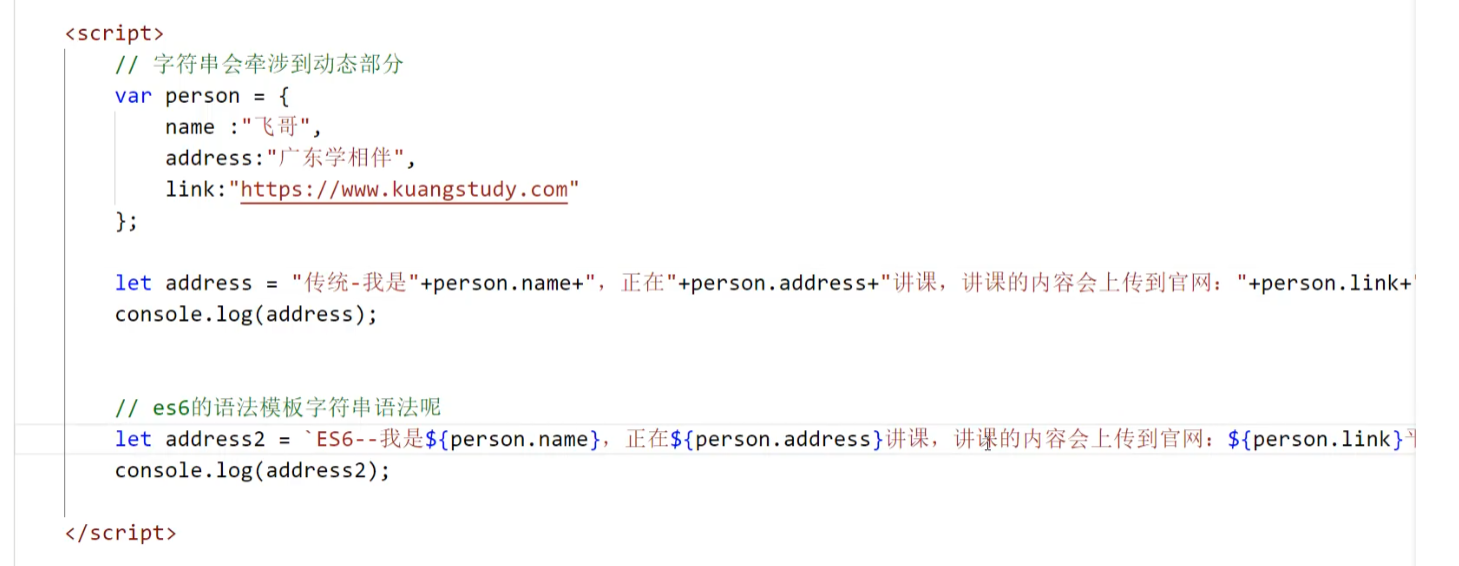 <script>
// 字符串会牵涉到动态部分
var person = {
name :"飞哥",
address:"广东学相伴",
link:"https://www.kuangstudy.com"
};
let address = "传统-我是"+person.name+", 正在"+person.address+"讲课, 讲课的内容会上传到官网: "+person.link+"
console.log(address);
// es6的语法模板字符串语法呢
let address2 = `ES6--我是${person.name}, 正在${person.address}讲课, 讲课的内容会上传到官网: ${person.link}
console.log(address2);
</script>